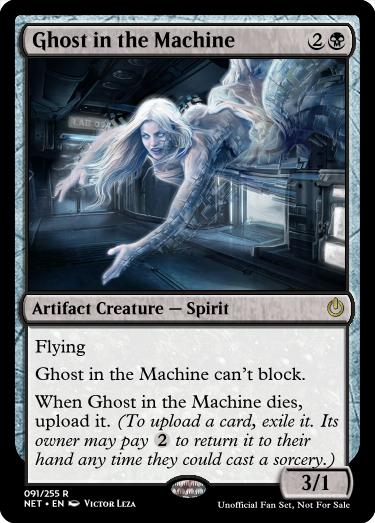 Ghost in the Machine 2
LAB 03
Artifact Creature — Spirit
Flying
Ghost in the Machine can't block.
When Ghost in the Machine dies,
upload it. (To upload a card, exile it. Its
owner may pay 2 to return it to their
hand any time they could cast a sorcery.)
3/1
091/255 R
NET • EN Victor Leza
Unofficial Fan Set, Not For Sale